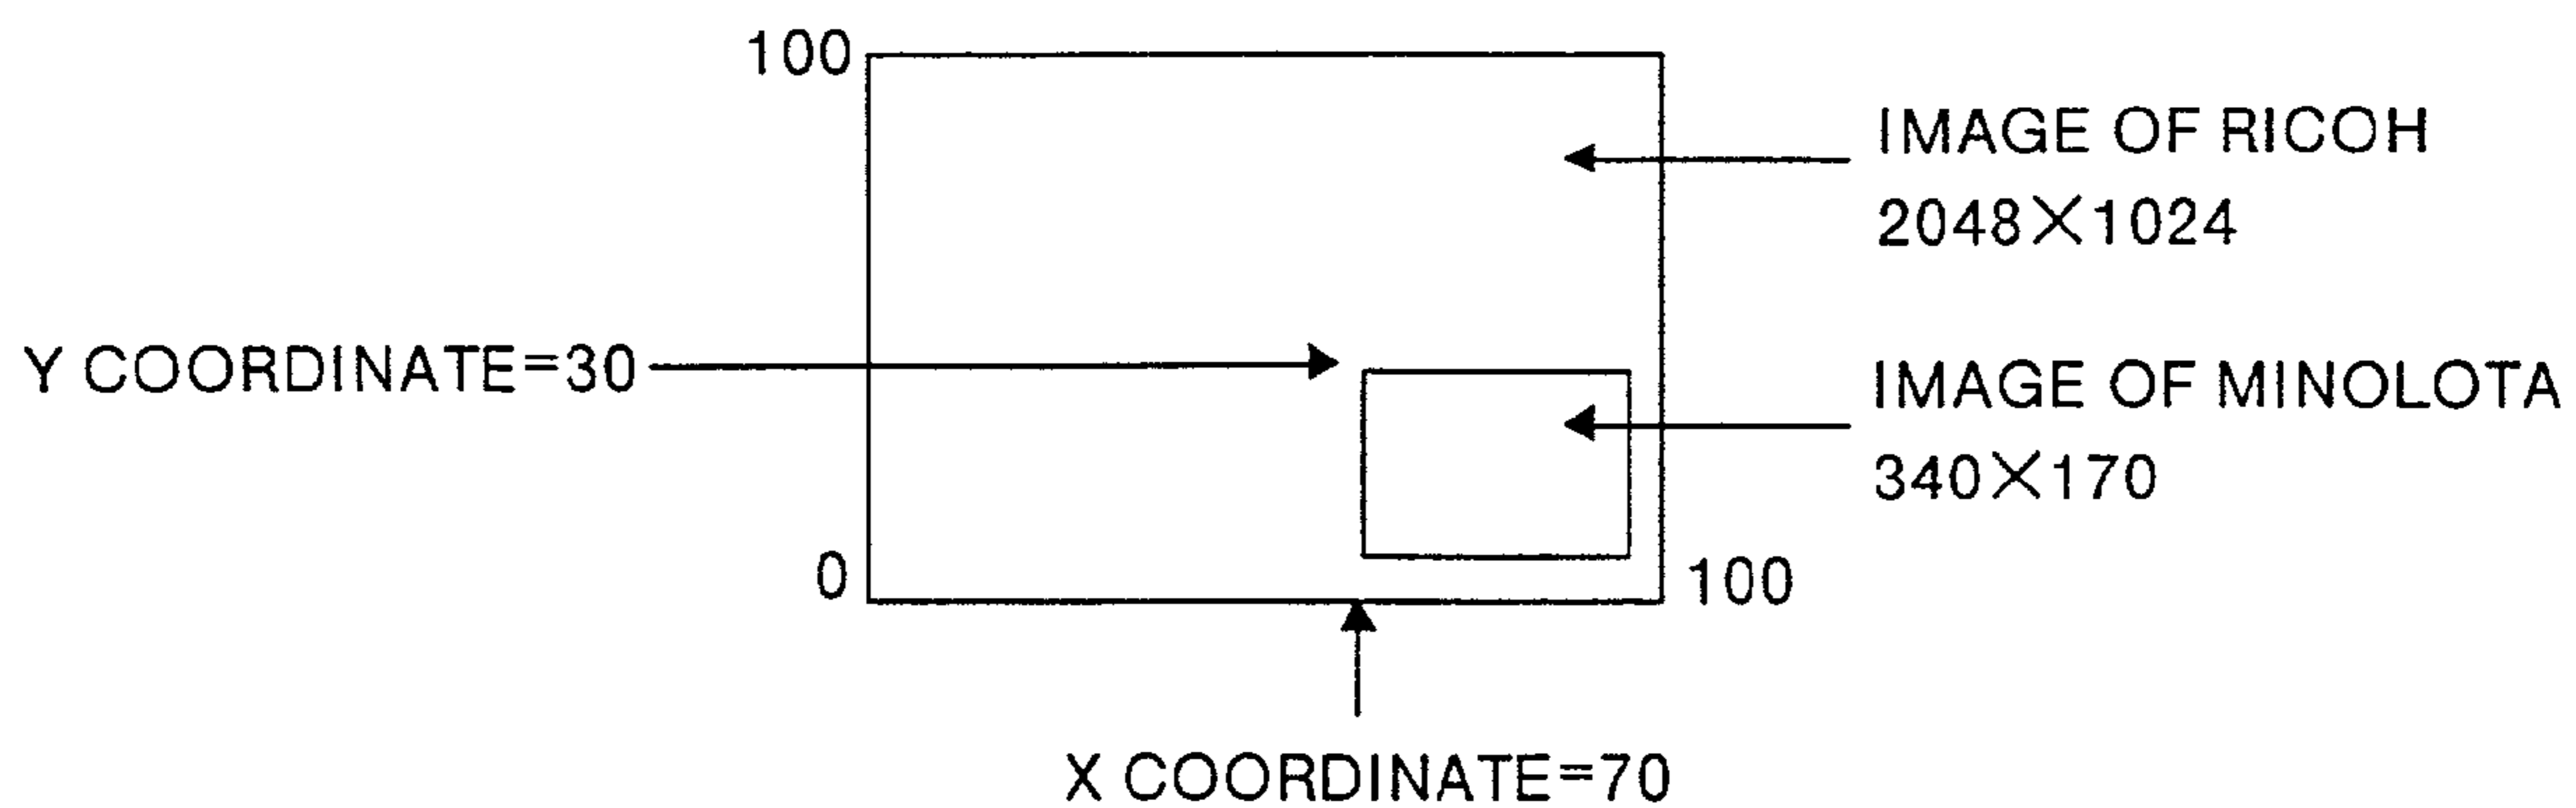 100
IMAGE OF RICOH
2048×1024
Y COORDINATE=30
IMAGE OF MINOLOTA
340×170
0
100
X COORDINATE=70